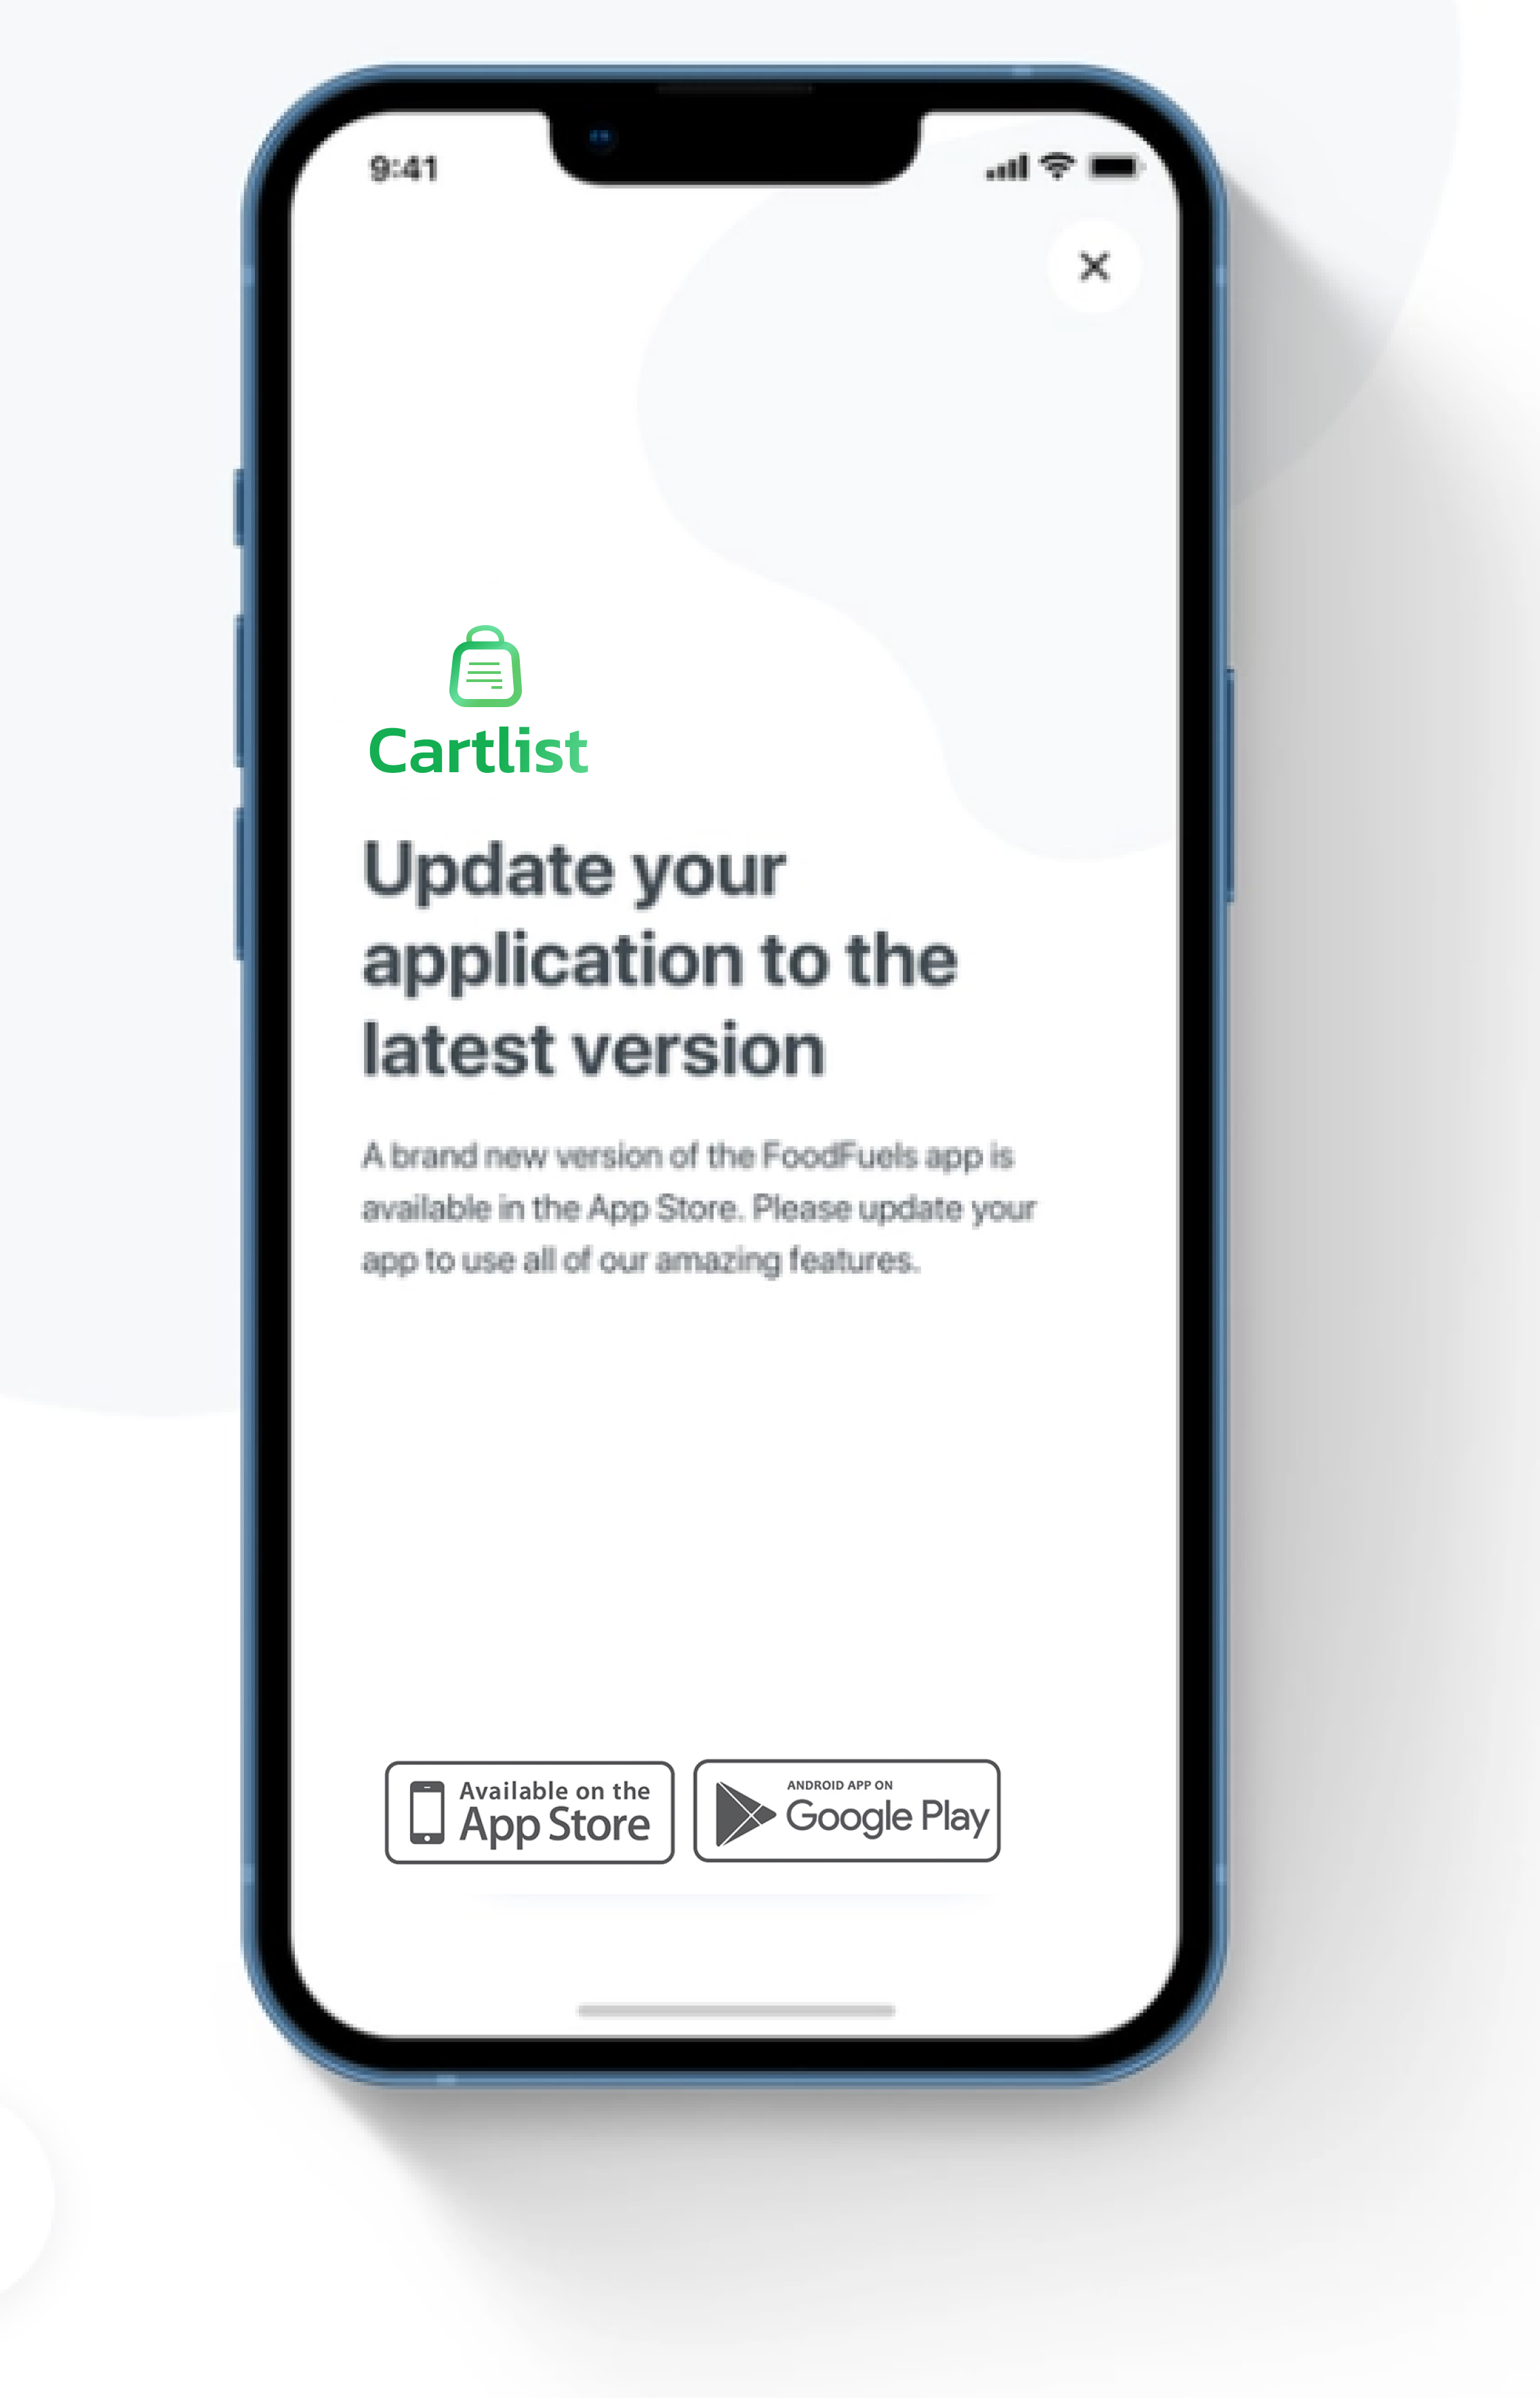 9:41
Cartlist
Update your
application to the
latest version
A brand new version of the FoodFuels app is
available in the App Store. Please update your
app to use all of our amazing features.
Available on the
App Store
ANDROID APP ON
Google Play